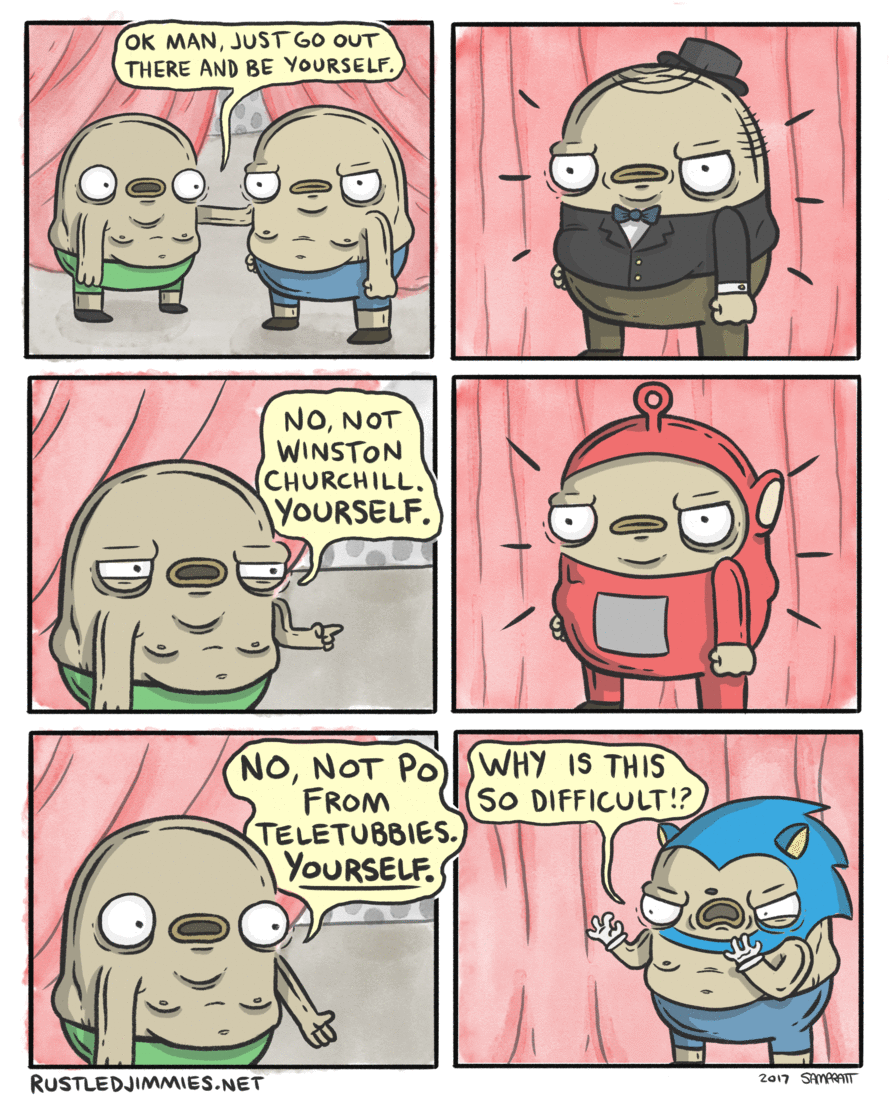 OK MAN, JUST GO OUT
THERE AND BE YOURSELF.
NO, NOT
WINSTON
CHURCHILL.
YOURSELF.
NO, NOT PO
FROM
TELETUBBIES.
YOURSELF.
WHY IS THIS
SO DIFFICULT!?
RUSTLEDJIMMIES.NET
2017 SAMPRATT